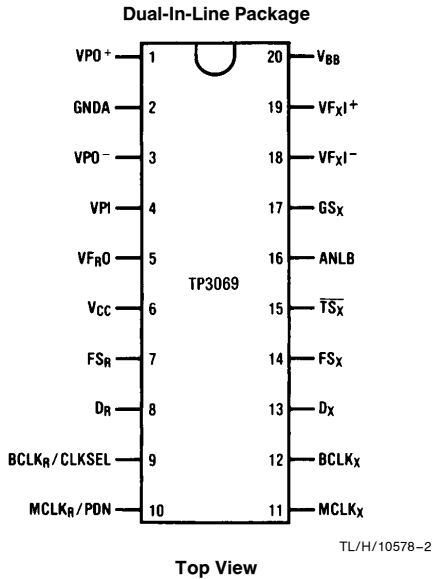 Dual-In-Line Package
VPO+ 1 20 VBB
GNDA 2 19 VFXI+
VPO− 3 18 VFXI−
VPI 4 17 GSX
VFRO 5 16 ANLB
TP3069
VCC 6 15 TSX
FSR 7 14 FSX
DR 8 13 DX
BCLKR/CLKSEL 9 12 BCLKX
MCLKR/PDN 10 11 MCLKX
TL/H/10578–2
Top View